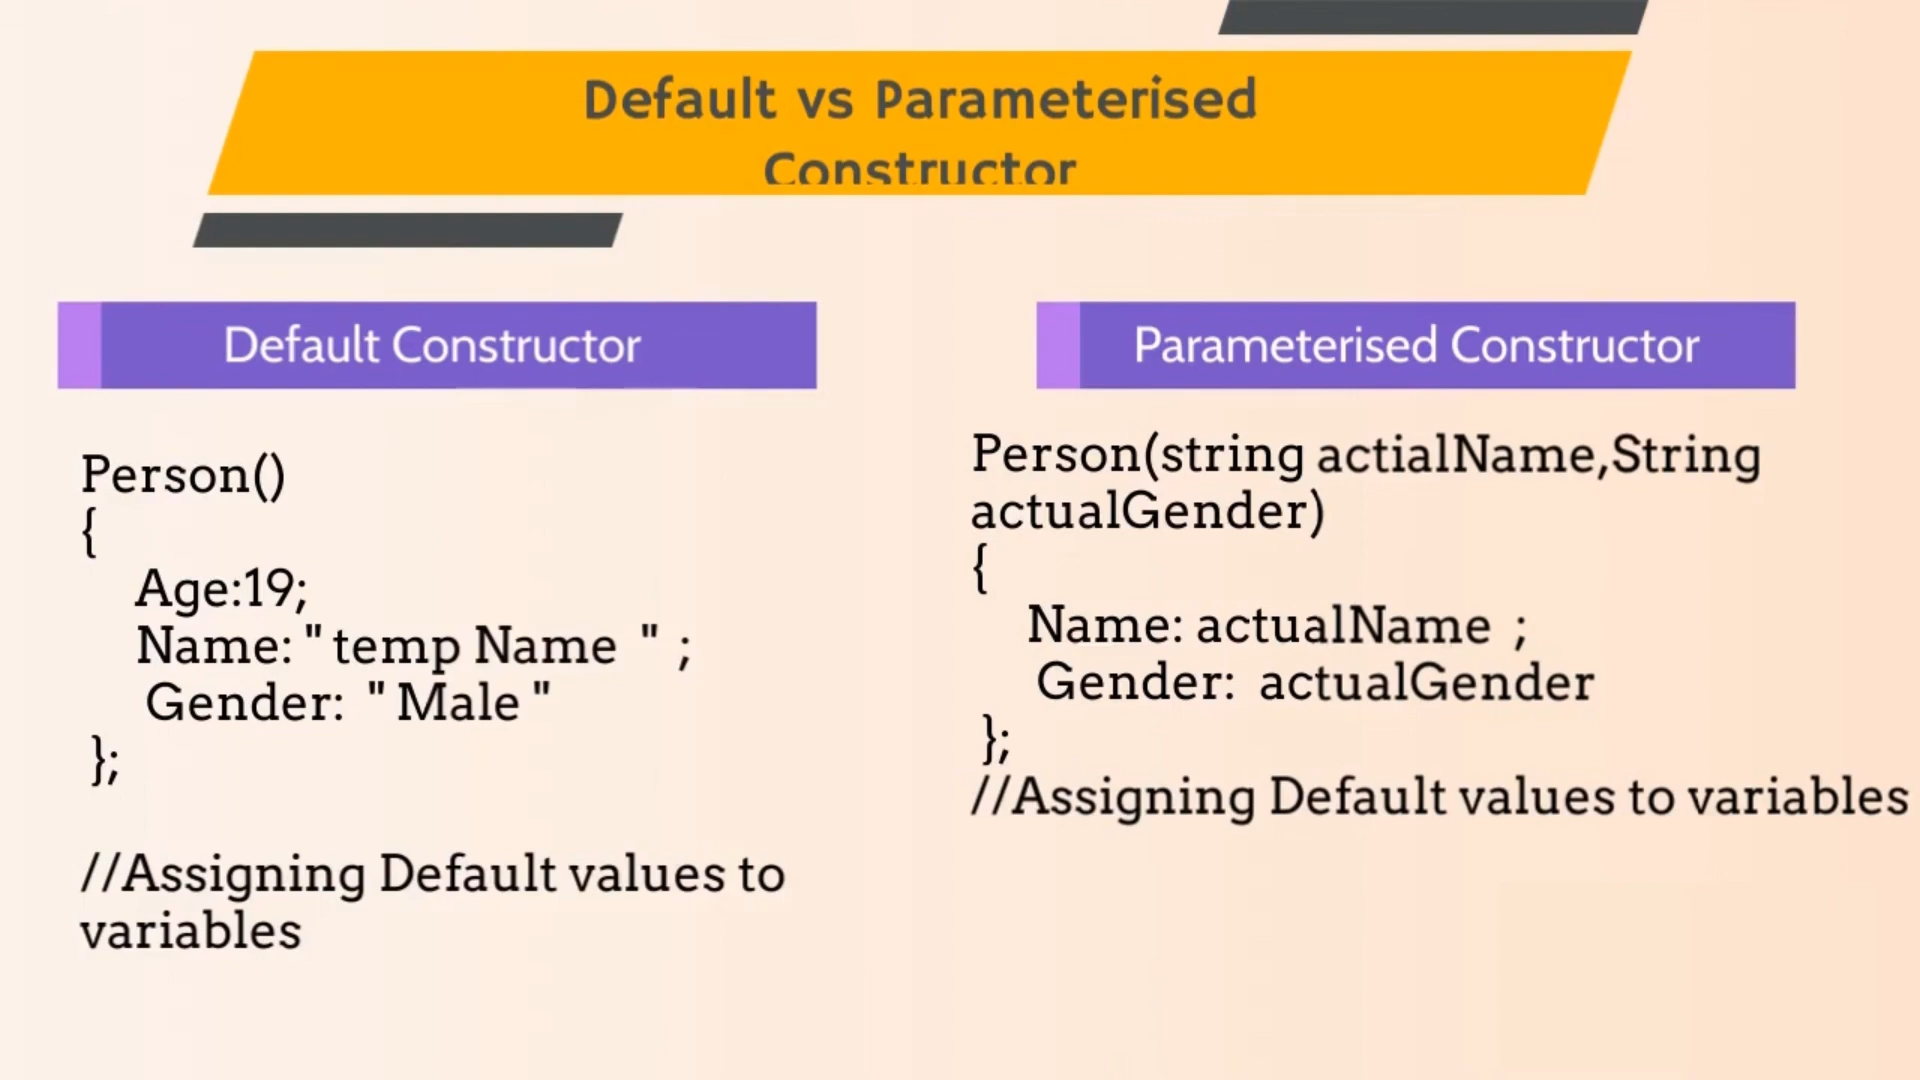 Default vs Parameterised
Constructor
Default Constructor
Person()
{
Age:19;
Name: " temp Name " ;
Gender: " Male "
};
//Assigning Default values to
variables
Parameterised Constructor
Person(string actialName,String
actualGender)
{
Name: actualName ;
Gender: actualGender
};
//Assigning Default values to variables